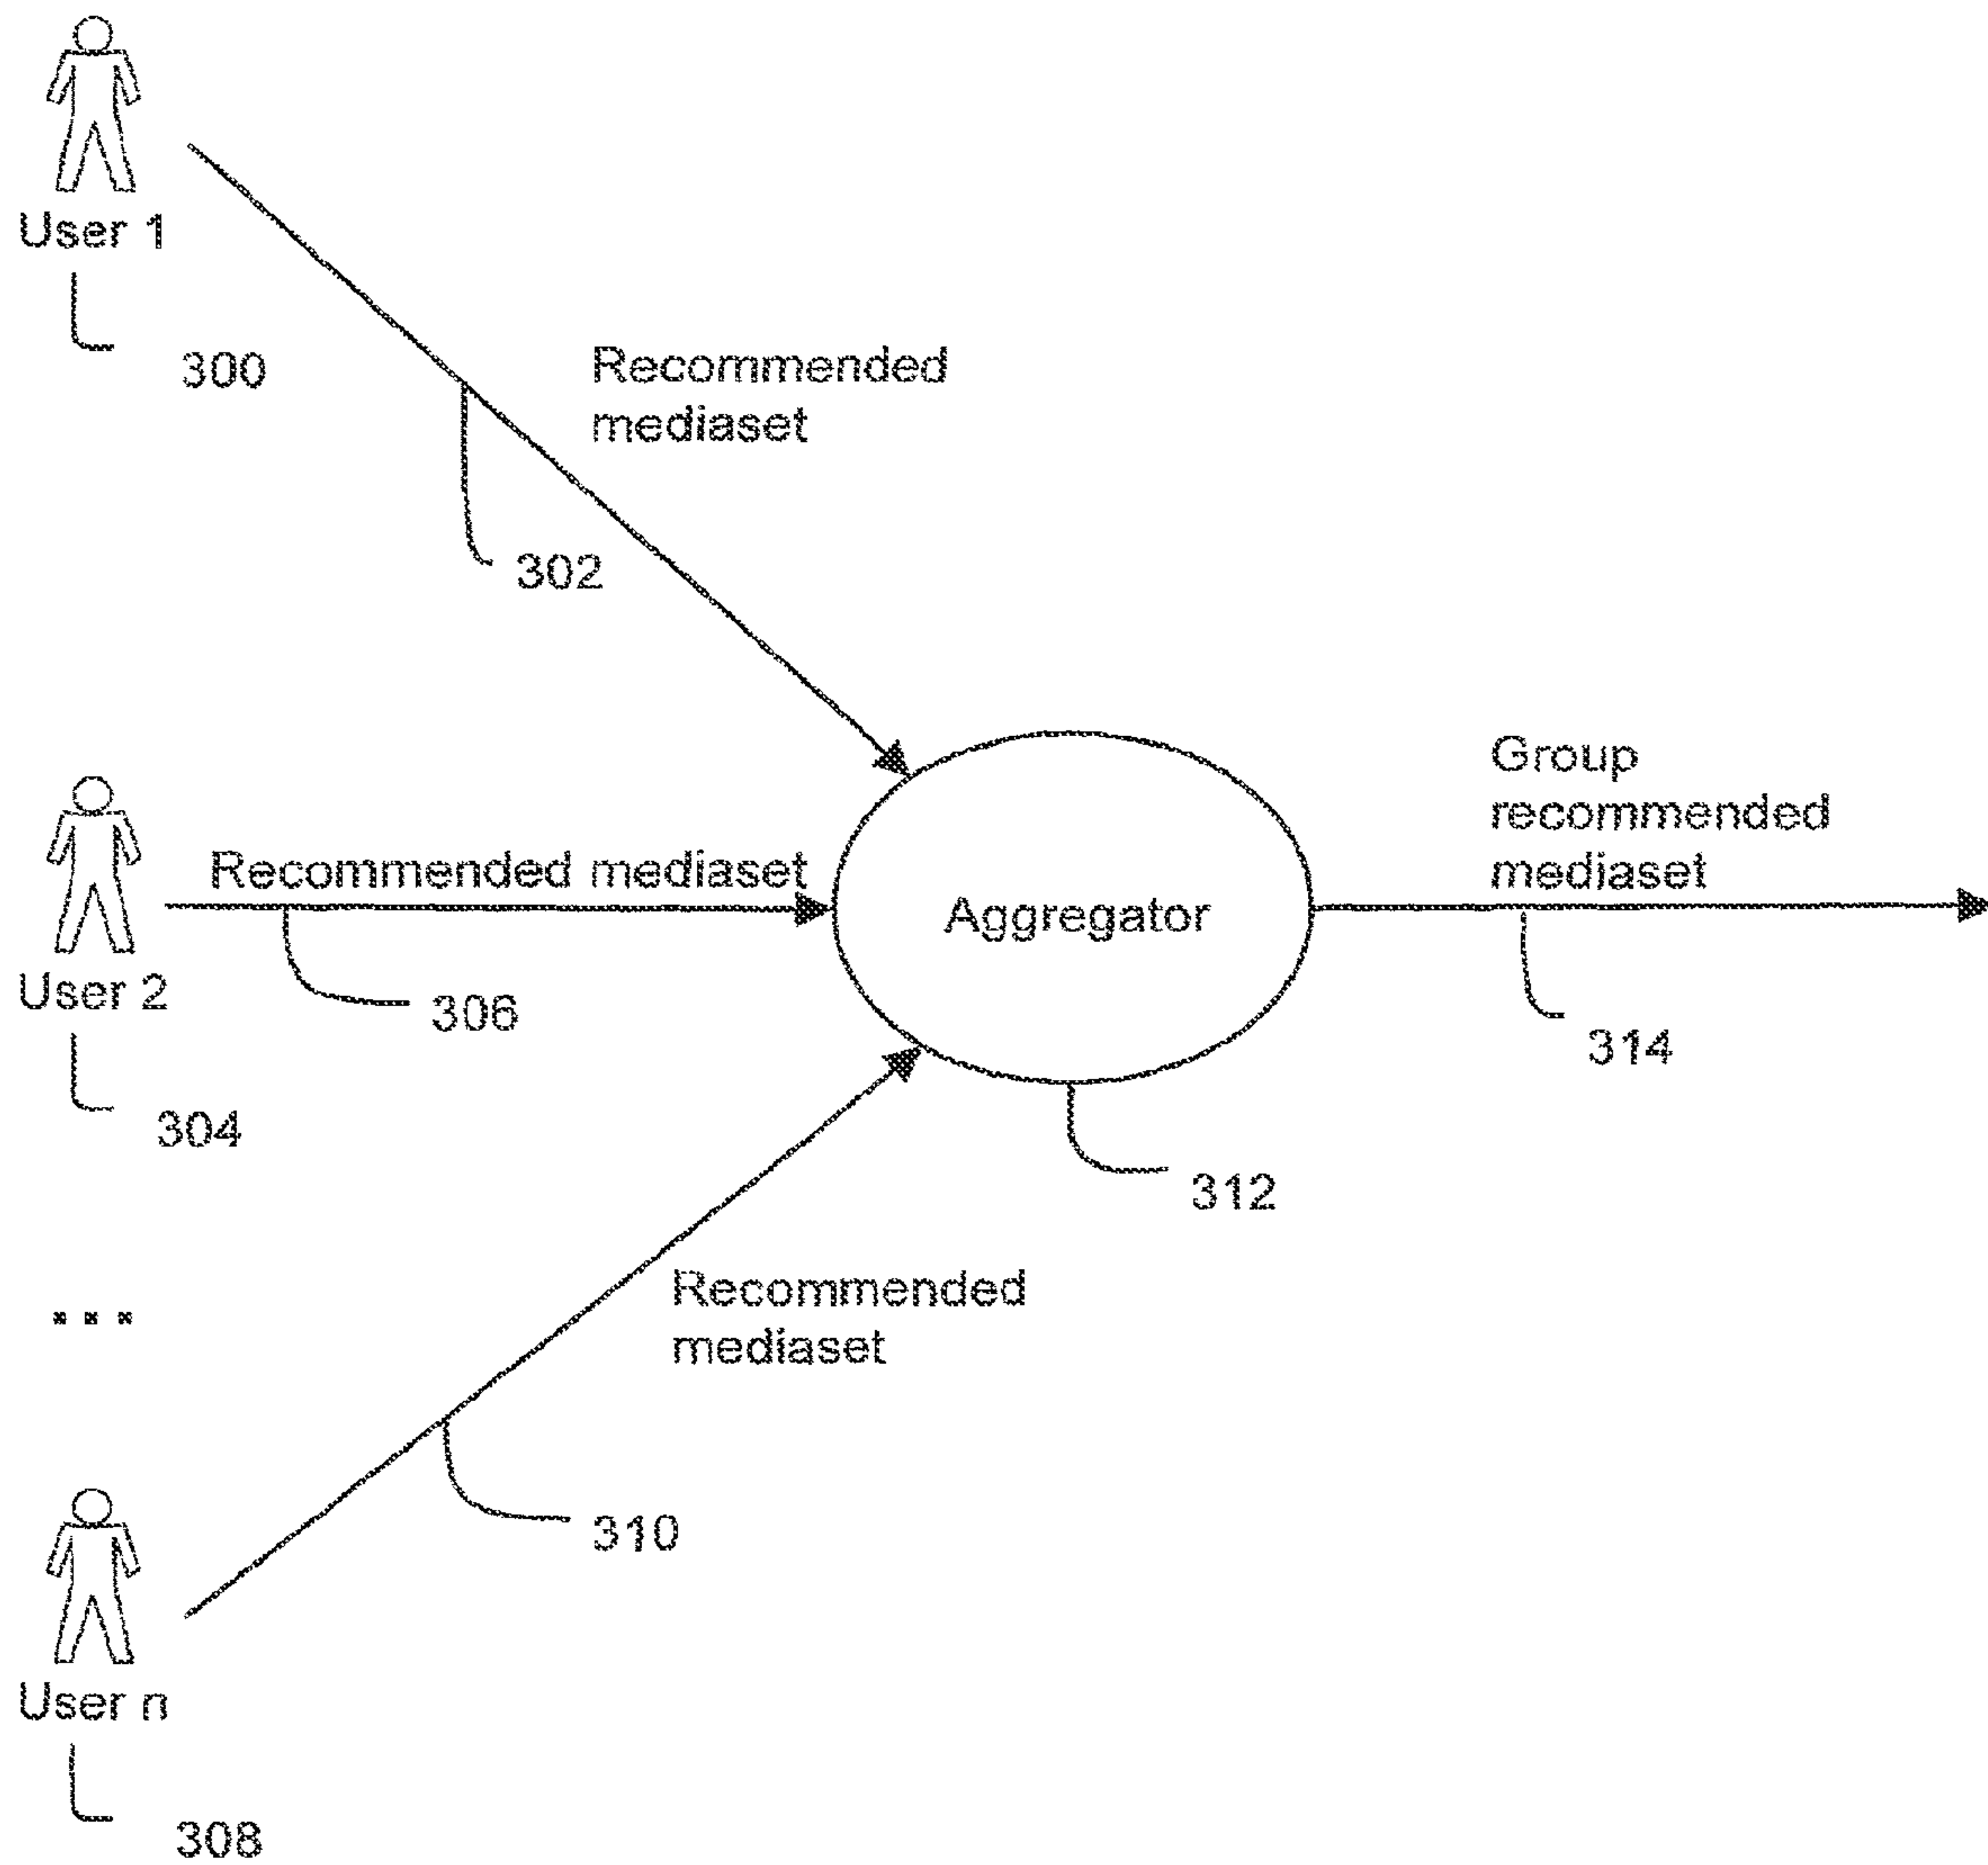 User 1
300
Recommended
mediaset
302
Group
recommended
mediaset
Recommended mediaset
Aggregator
User 2
306
314
304
312
Recommended
mediaset
...
310
User n
308